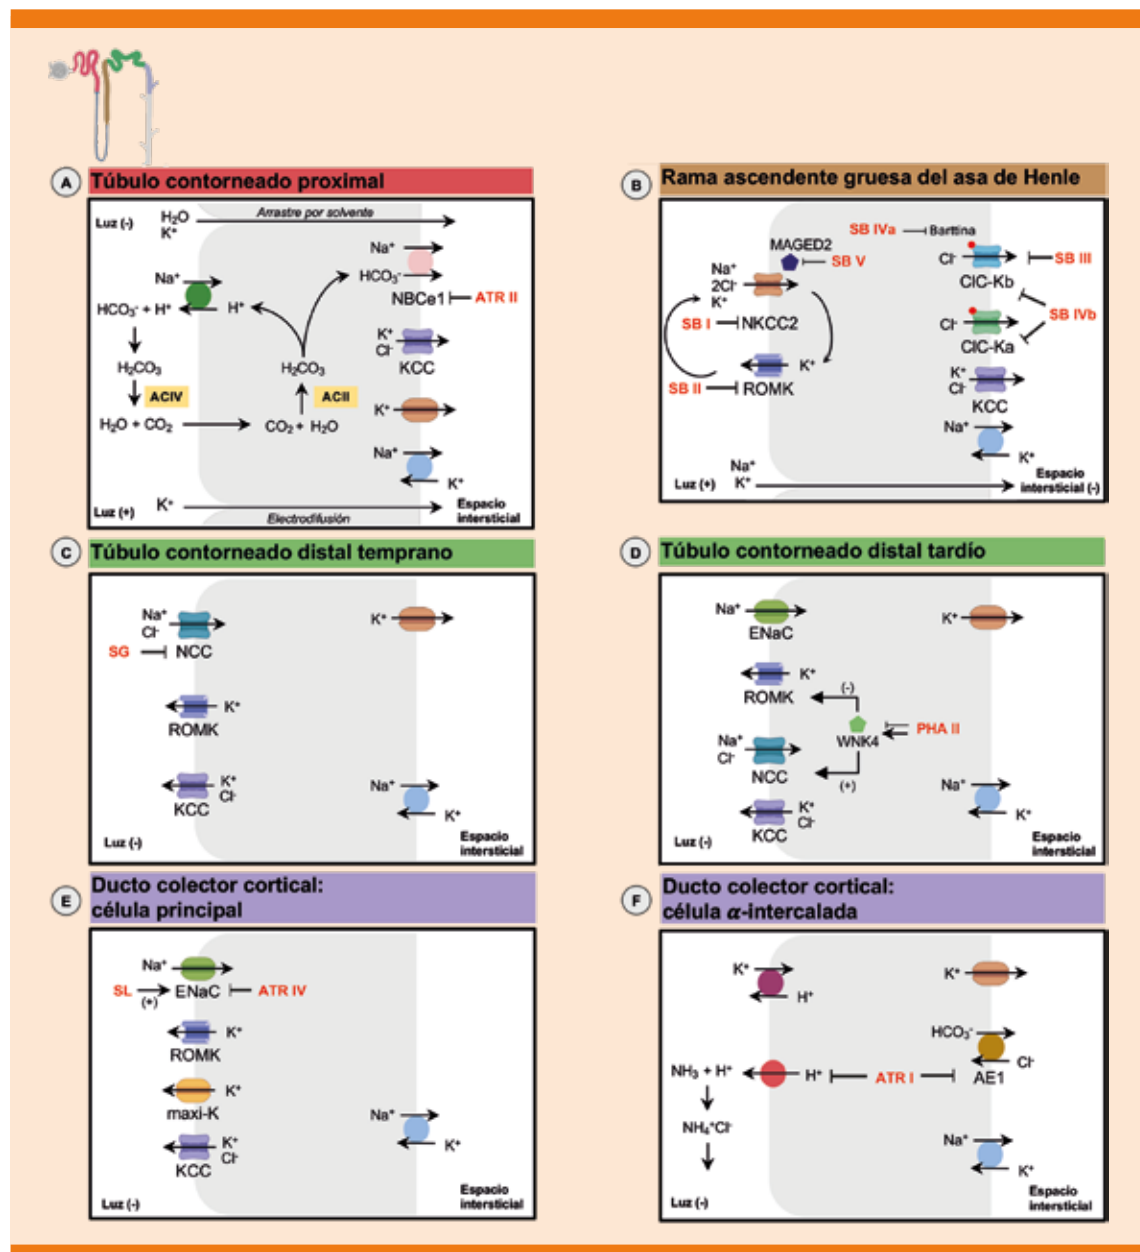 A Túbulo contorneado proximal
Luz (-)
H₂O
K⁺
Arrastre por solvente
Na⁺
HCO₃⁻ + H⁺
H⁺
H₂CO₃
ACIV
H₂O + CO₂
H₂CO₃
ACII
CO₂ + H₂O
Na⁺
HCO₃⁻
NBCe1
ATR II
K⁺
Cl⁻
KCC
K⁺
Na⁺
K⁺
Luz (+)
K⁺
Electrodifusión
Espacio
intersticial
B Rama ascendente gruesa del asa de Henle
SB IVa
Barttina
MAGED2
SB V
Na⁺
2Cl⁻
K⁺
SB I
NKCC2
K⁺
SB II
ROMK
Cl⁻
SB III
ClC-Kb
SB IVb
Cl⁻
ClC-Ka
K⁺
Cl⁻
KCC
Na⁺
K⁺
Luz (+)
Na⁺
K⁺
Espacio
intersticial (-)
C Túbulo contorneado distal temprano
Na⁺
Cl⁻
SG
NCC
K⁺
ROMK
K⁺
Cl⁻
KCC
K⁺
Na⁺
K⁺
Luz (-)
Espacio
intersticial
D Túbulo contorneado distal tardío
Na⁺
ENaC
K⁺
ROMK
(-)
WNK4
PHA II
Na⁺
Cl⁻
NCC
(+)
K⁺
Cl⁻
KCC
K⁺
Na⁺
K⁺
Luz (-)
Espacio
intersticial
E Ducto colector cortical:
célula principal
Na⁺
SL
(+)
ENaC
ATR IV
K⁺
ROMK
K⁺
maxi-K
K⁺
Cl⁻
KCC
Na⁺
K⁺
Luz (-)
Espacio
intersticial
F Ducto colector cortical:
célula α-intercalada
K⁺
H⁺
K⁺
HCO₃⁻
Cl⁻
AE1
NH₃ + H⁺
H⁺
ATR I
NH₄⁺Cl⁻
Na⁺
K⁺
Luz (-)
Espacio
intersticial